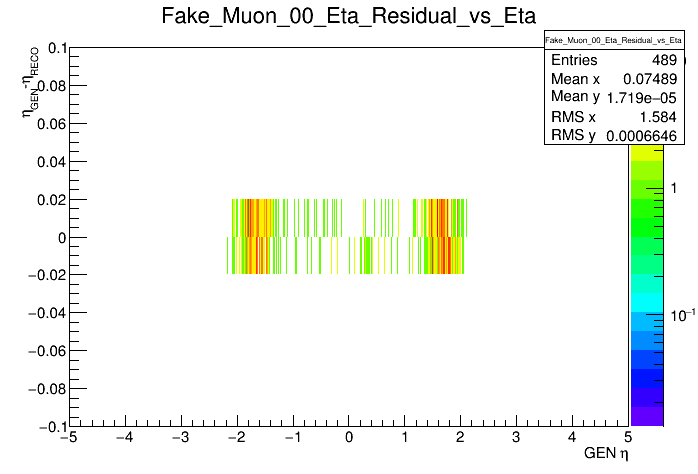 Fake_Muon_00_Eta_Residual_vs_Eta
Fake_Muon_00_Eta_Residual_vs_Eta
Entries 489
Mean x 0.07489
Mean y 1.719e−05
RMS x 1.584
RMS y 0.0006646
ηGEN-ηRECO
0.1
0.08
0.06
0.04
0.02
0
−0.02
−0.04
−0.06
−0.08
−0.1
−5 −4 −3 −2 −1 0 1 2 3 4 5
GEN η
1
10−1